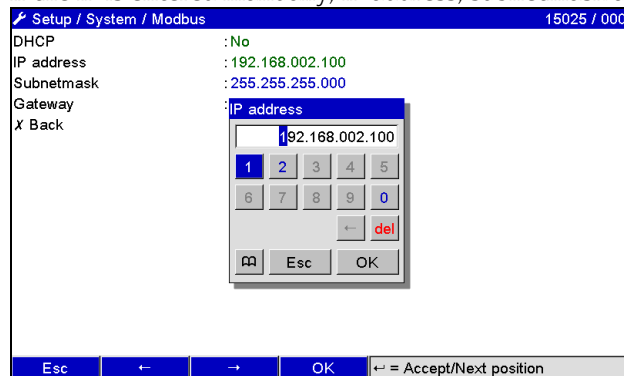 Setup / System / Modbus 15025 / 000
DHCP :No
IP address :192.168.002.100
Subnetmask :255.255.255.000
Gateway :
X Back
IP address
192.168.002.100
1 2 3 4 5
6 7 8 9 0
← del
Esc OK
Esc ← → OK ↵ = Accept/Next position